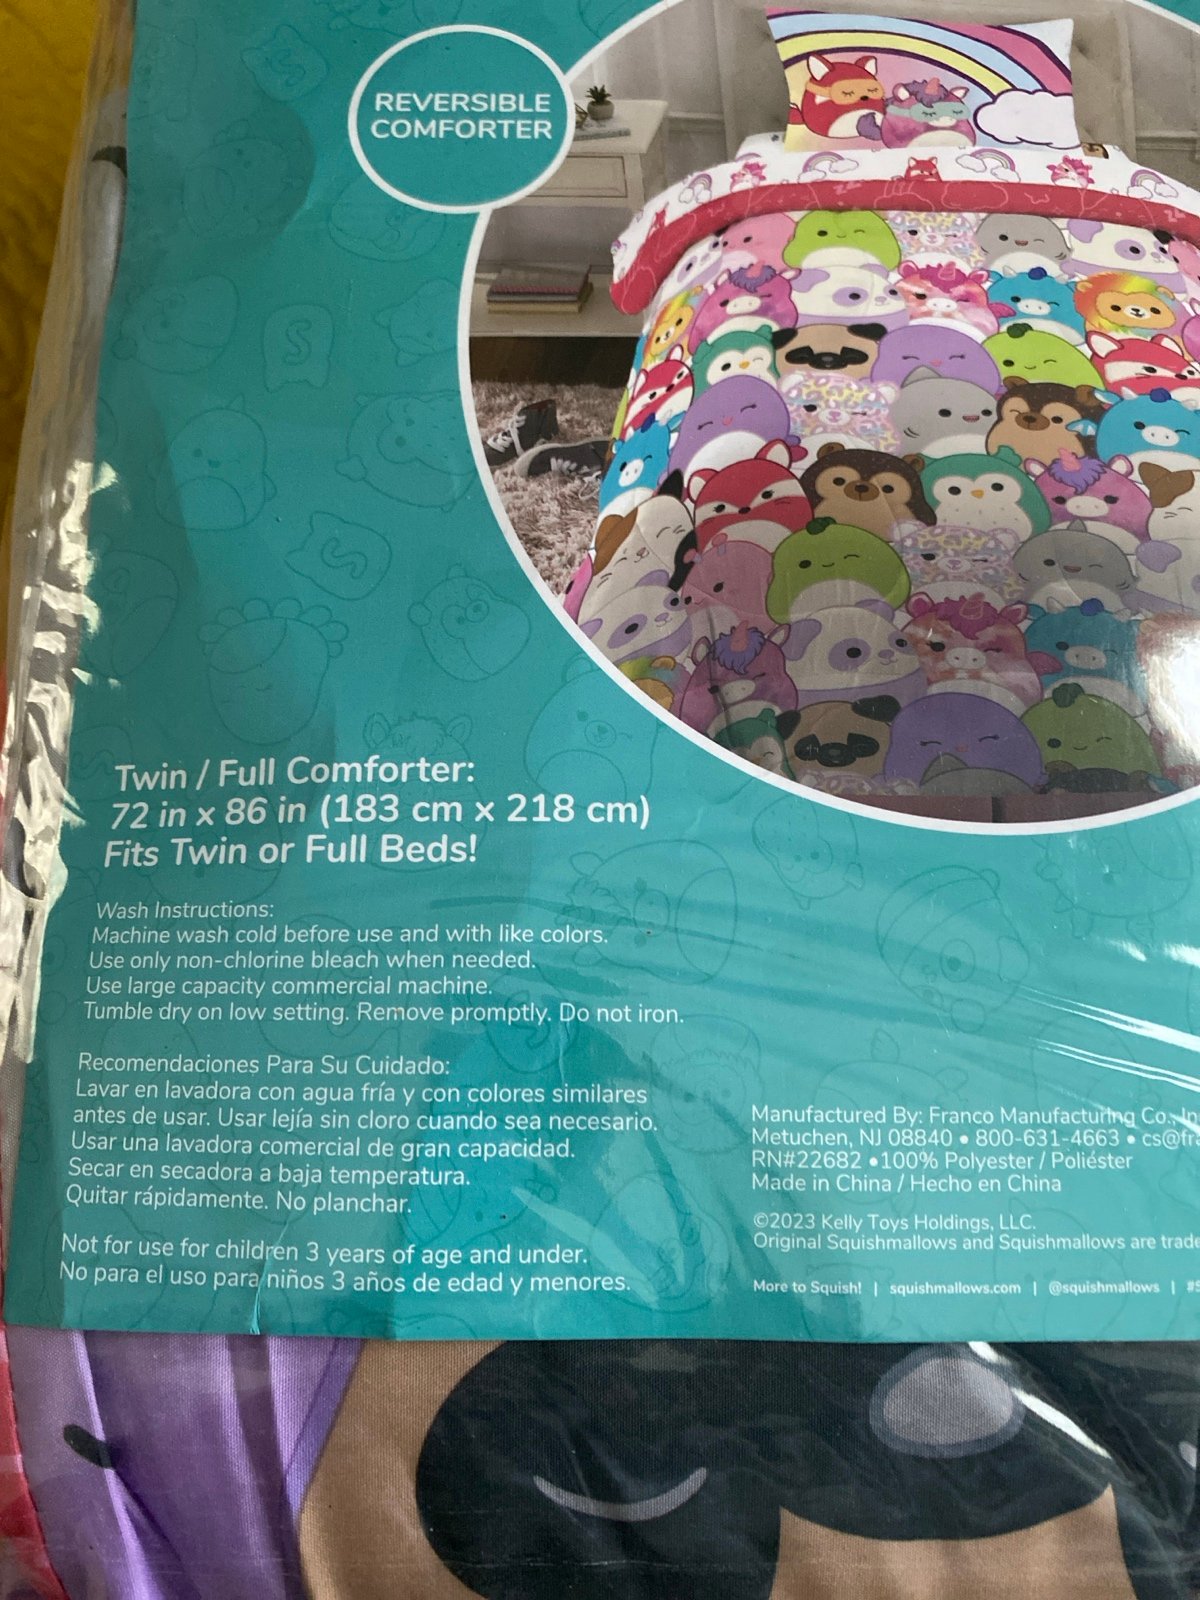 REVERSIBLE
COMFORTER
Twin / Full Comforter:
72 in x 86 in (183 cm x 218 cm)
Fits Twin or Full Beds!
Wash Instructions:
Machine wash cold before use and with like colors.
Use only non-chlorine bleach when needed.
Use large capacity commercial machine.
Tumble dry on low setting. Remove promptly. Do not iron.
Recomendaciones Para Su Cuidado:
Lavar en lavadora con agua fría y con colores similares
antes de usar. Usar lejía sin cloro cuando sea necesario.
Usar una lavadora comercial de gran capacidad.
Secar en secadora a baja temperatura.
Quitar rápidamente. No planchar.
Not for use for children 3 years of age and under.
No para el uso para niños 3 años de edad y menores.
Manufactured By: Franco Manufacturing Co.,
Metuchen, NJ 08840 • 800-631-4663 •
RN#22682 • 100% Polyester / Poliéster
Made in China / Hecho en China
©2023 Kelly Toys Holdings, LLC.
Original Squishmallows and Squishmallows are
More to Squish! | squishmallows.com | @squishmallows |